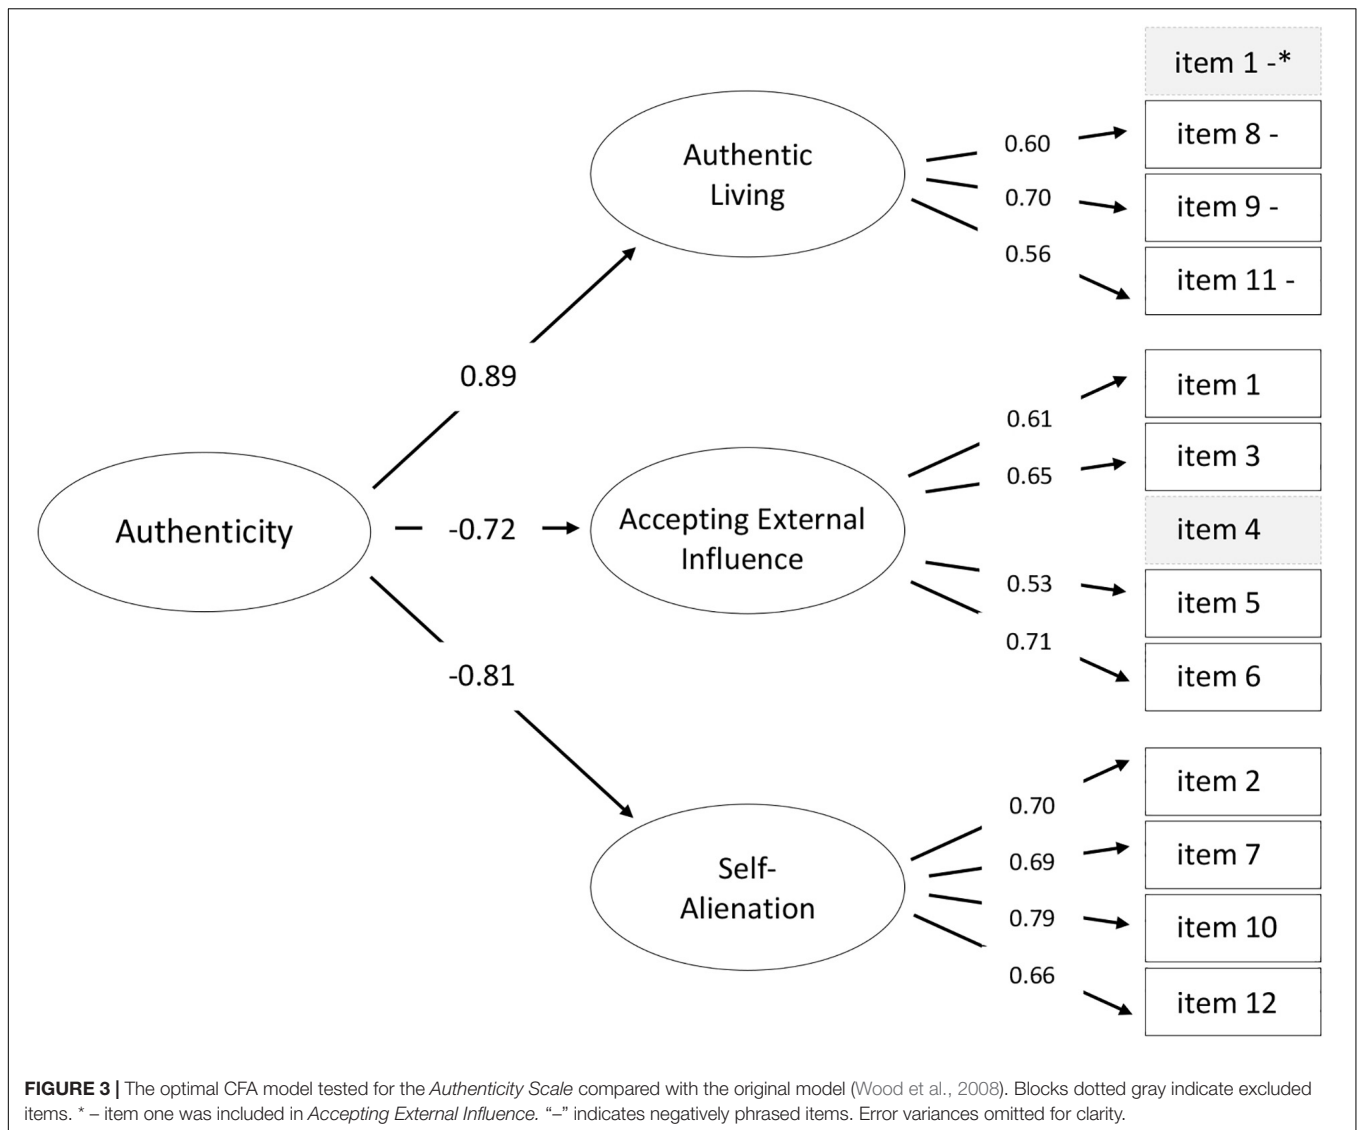 item 1 -*
Authentic
Living
0.60
item 8 -
0.70
item 9 -
0.56
item 11 -
0.89
Authenticity
-0.72
-0.81
Accepting External
Influence
0.61
item 1
0.65
item 3
item 4
0.53
item 5
0.71
item 6
Self-
Alienation
0.70
item 2
0.69
item 7
0.79
item 10
0.66
item 12
FIGURE 3 | The optimal CFA model tested for the Authenticity Scale compared with the original model (Wood et al., 2008). Blocks dotted gray indicate excluded
items. * – item one was included in Accepting External Influence. “–” indicates negatively phrased items. Error variances omitted for clarity.